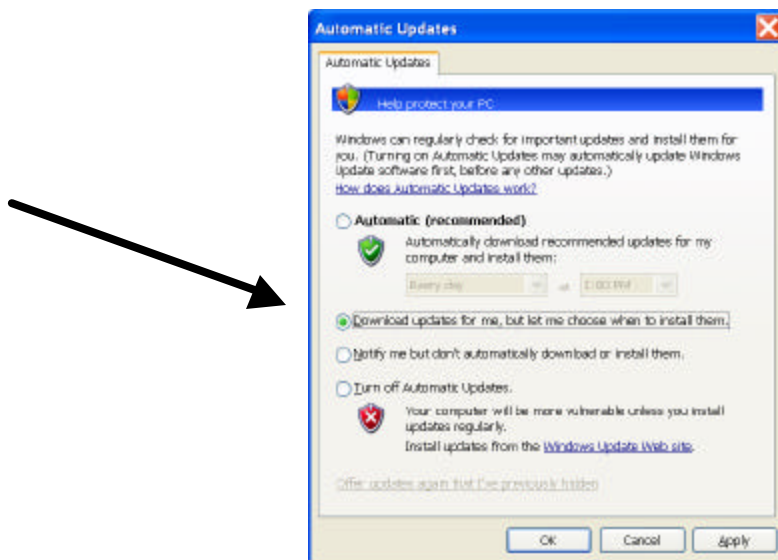 Automatic Updates
Automatic Updates
Help protect your PC
Windows can regularly check for important updates and install them for
you. (Turning on Automatic Updates may automatically update Windows
Update software first, before any other updates.)
How does Automatic Updates work?
Automatic (recommended)
Automatically download recommended updates for my
computer and install them:
Every day at
Download updates for me, but let me choose when to install them.
Notify me but don't automatically download or install them.
Turn off Automatic Updates.
Your computer will be more vulnerable unless you install
updates regularly.
Install updates from the Windows Update Web site.
Offer updates again that I've previously hidden
OK Cancel Apply